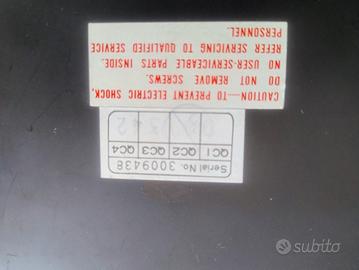 CAUTION—TO PREVENT ELECTRIC SHOCK,
DO NOT REMOVE SCREWS.
NO USER-SERVICEABLE PARTS INSIDE.
REFER SERVICING TO QUALIFIED SERVICE
PERSONNEL.
Serial No. 3009438
QC1 QC2 QC3 QC4
subito